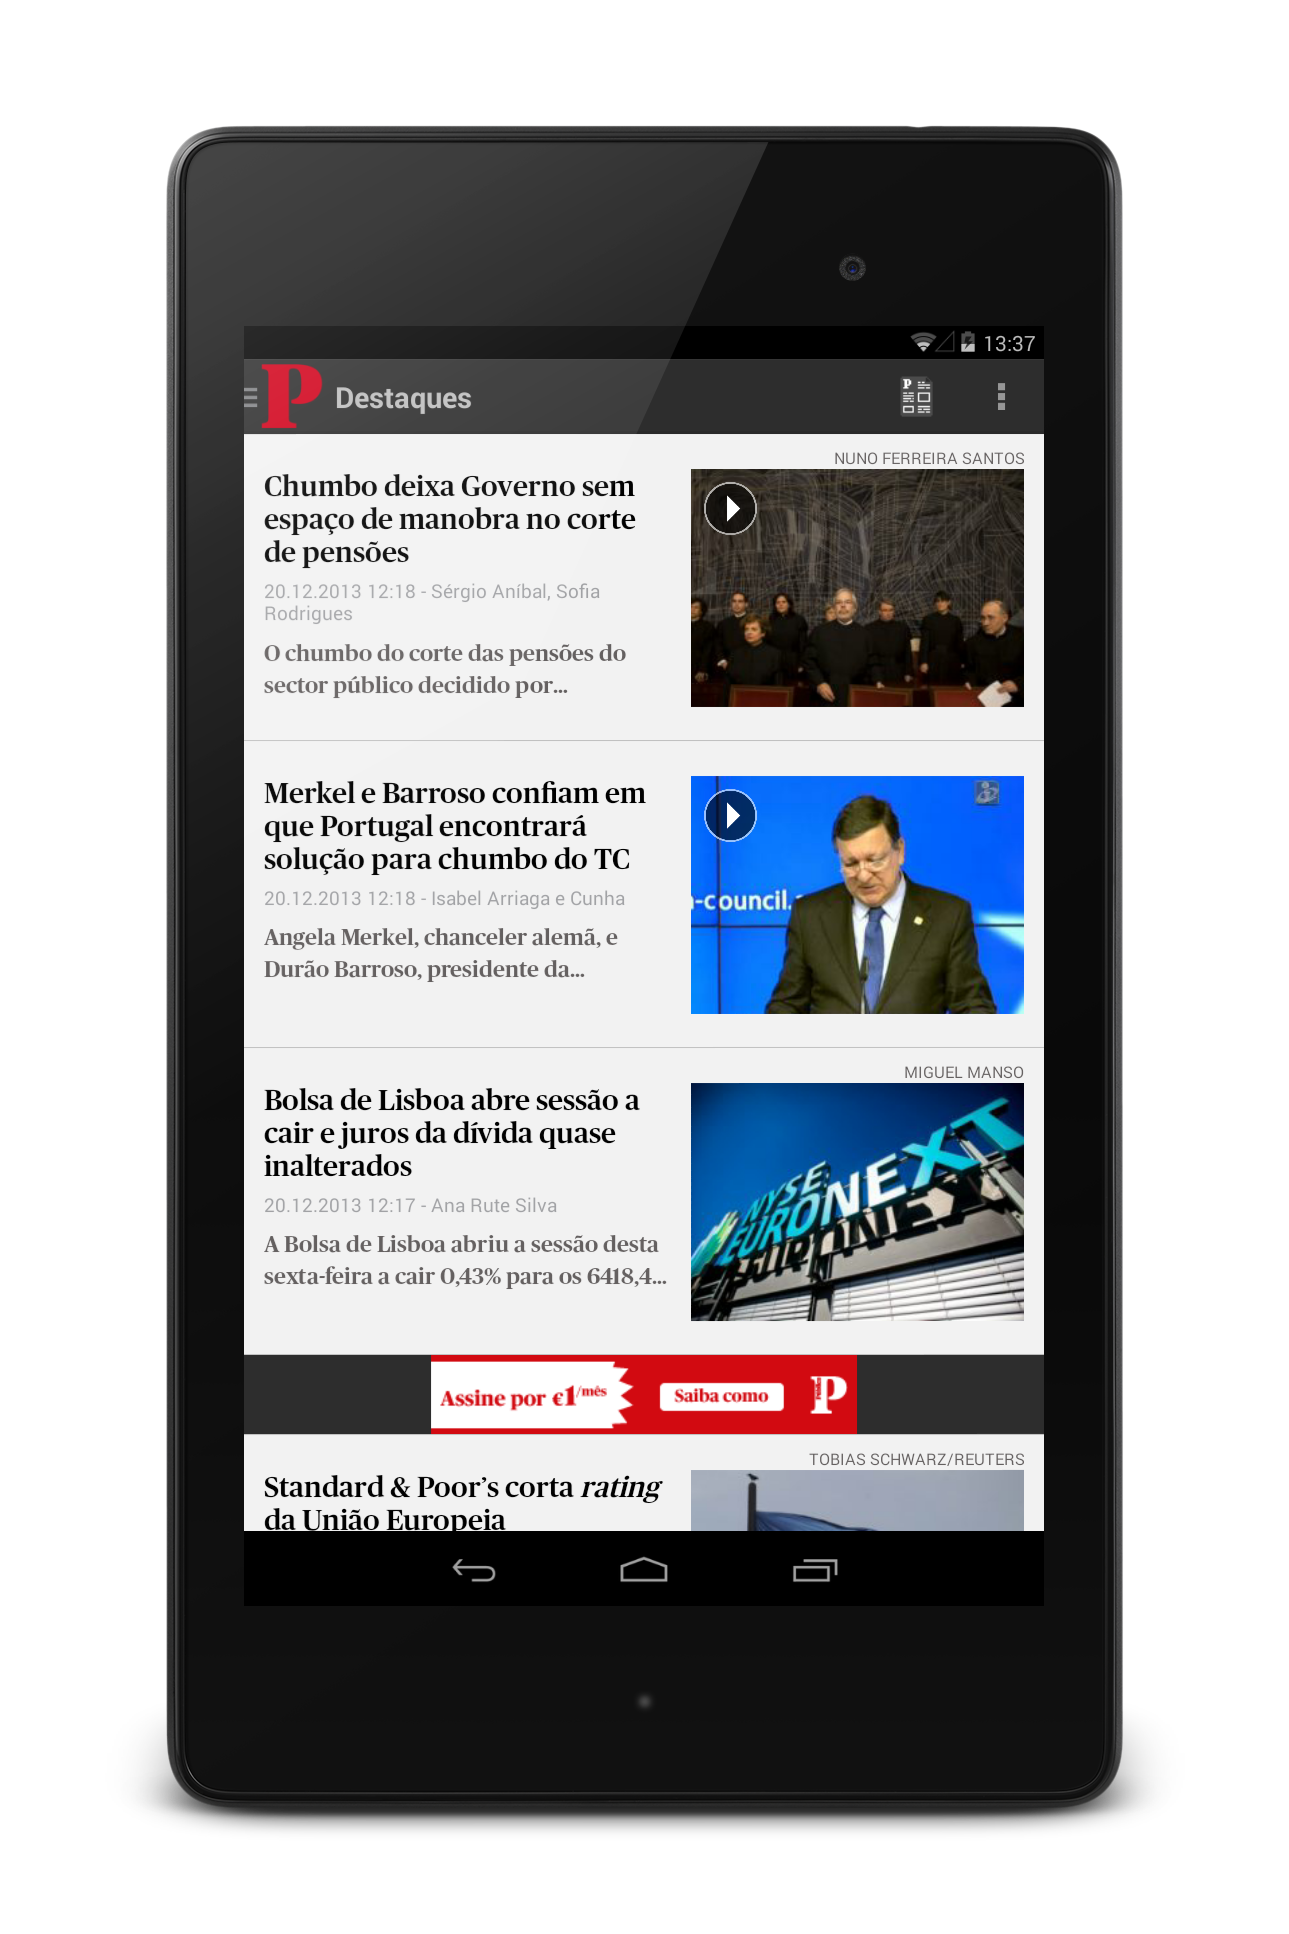 13:37
P Destaques
NUNO FERREIRA SANTOS
Chumbo deixa Governo sem
espaço de manobra no corte
de pensões
20.12.2013 12:18 - Sérgio Aníbal, Sofia
Rodrigues
O chumbo do corte das pensões do
sector público decidido por...
Merkel e Barroso confiam em
que Portugal encontrará
solução para chumbo do TC
20.12.2013 12:18 - Isabel Arriaga e Cunha
Angela Merkel, chanceler alemã, e
Durão Barroso, presidente da...
-council.
MIGUEL MANSO
Bolsa de Lisboa abre sessão a
cair e juros da dívida quase
inalterados
20.12.2013 12:17 - Ana Rute Silva
A Bolsa de Lisboa abriu a sessão desta
sexta-feira a cair 0,43% para os 6418,4...
NYSE
EURONEXT
Assine por €1/mês
Saiba como
P
TOBIAS SCHWARZ/REUTERS
Standard & Poor’s corta rating
da União Europeia